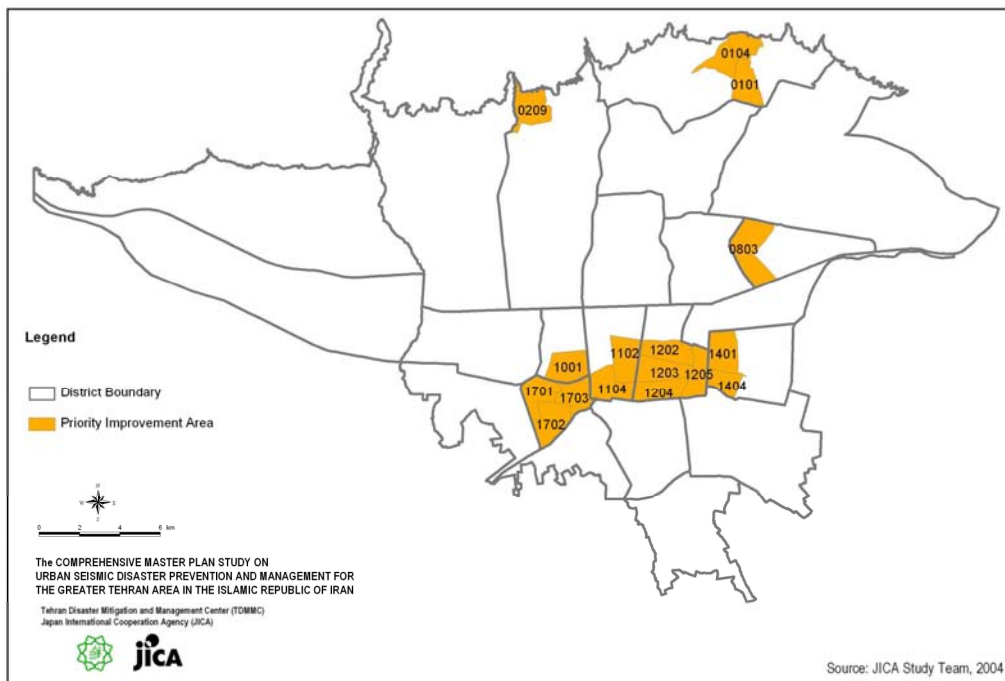 0104
0101
0209
0803
Legend
District Boundary
Priority Improvement Area
1102
1202
1401
1001
1203
1205
1701
1703
1104
1204
1404
1702
N
W E
S
0 2 4 6 km
The COMPREHENSIVE MASTER PLAN STUDY ON
URBAN SEISMIC DISASTER PREVENTION AND MANAGEMENT FOR
THE GREATER TEHRAN AREA IN THE ISLAMIC REPUBLIC OF IRAN
Tehran Disaster Mitigation and Management Center (TDMMC)
Japan International Cooperation Agency (JICA)
JICA
Source: JICA Study Team, 2004